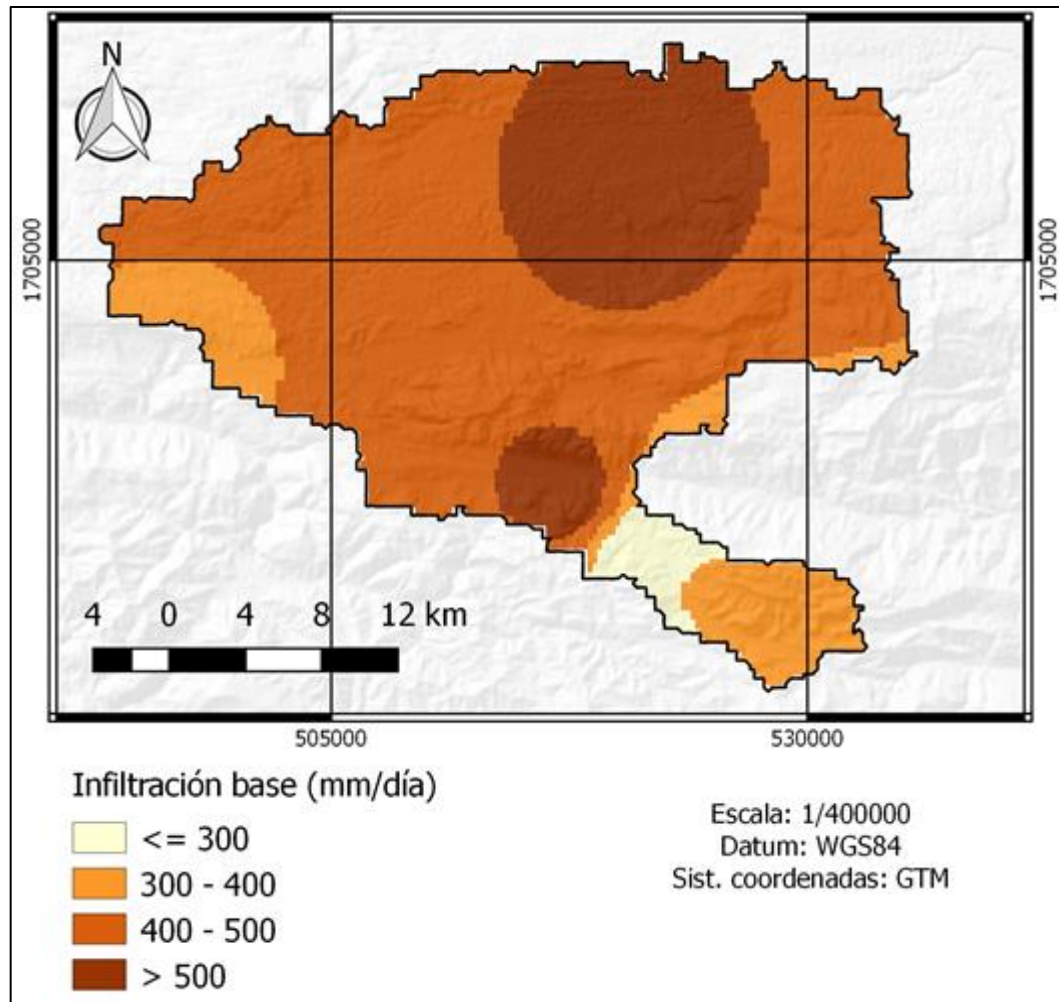 N
1705000
1705000
4 0 4 8 12 km
505000
530000
Infiltración base (mm/día)
<= 300
300 - 400
400 - 500
> 500
Escala: 1/400000
Datum: WGS84
Sist. coordenadas: GTM